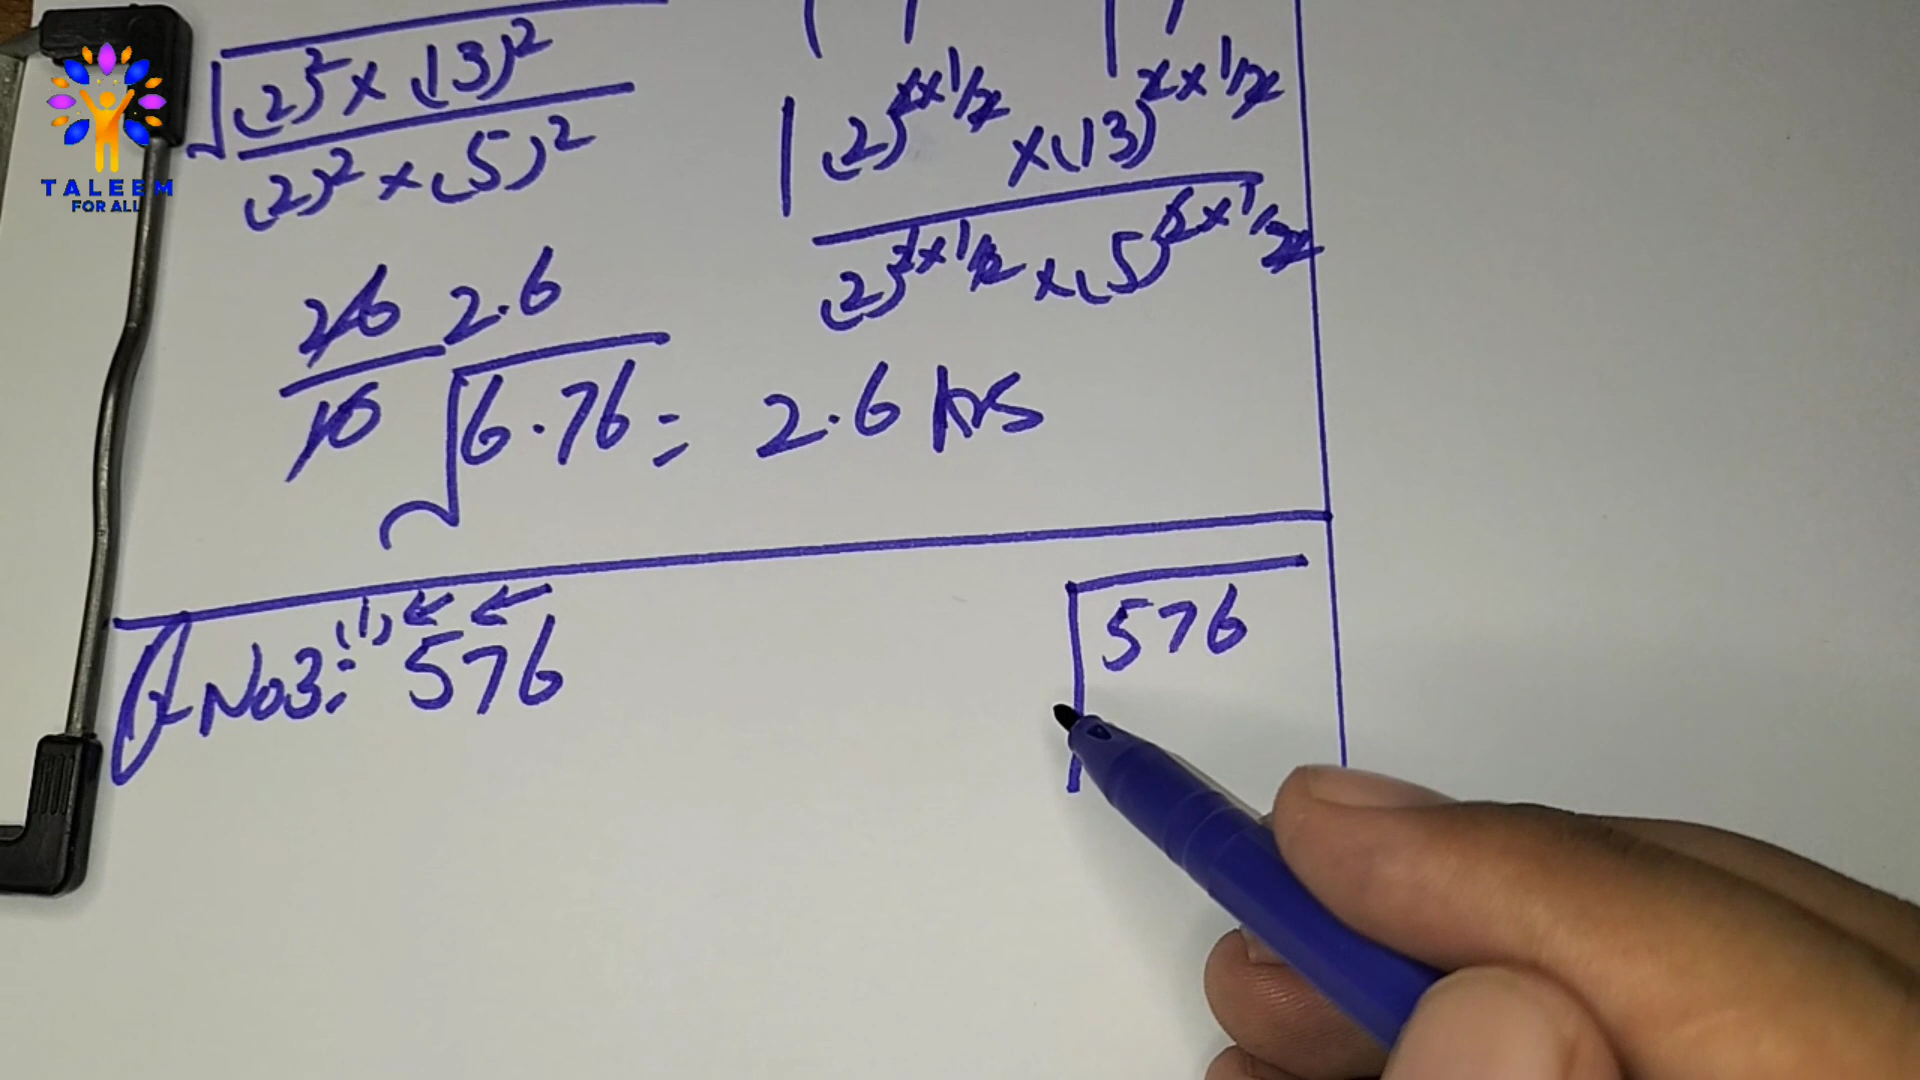 √(2)² × (13)²
(2)² × (5)²
(2)^2×1/2 × (13)^2×1/2
(2)^2×1/2 × (5)^2×1/2
26 2.6
10
√6.76 = 2.6 Ans
Q No3:- (1) 576
576
TALEEM
FOR ALL